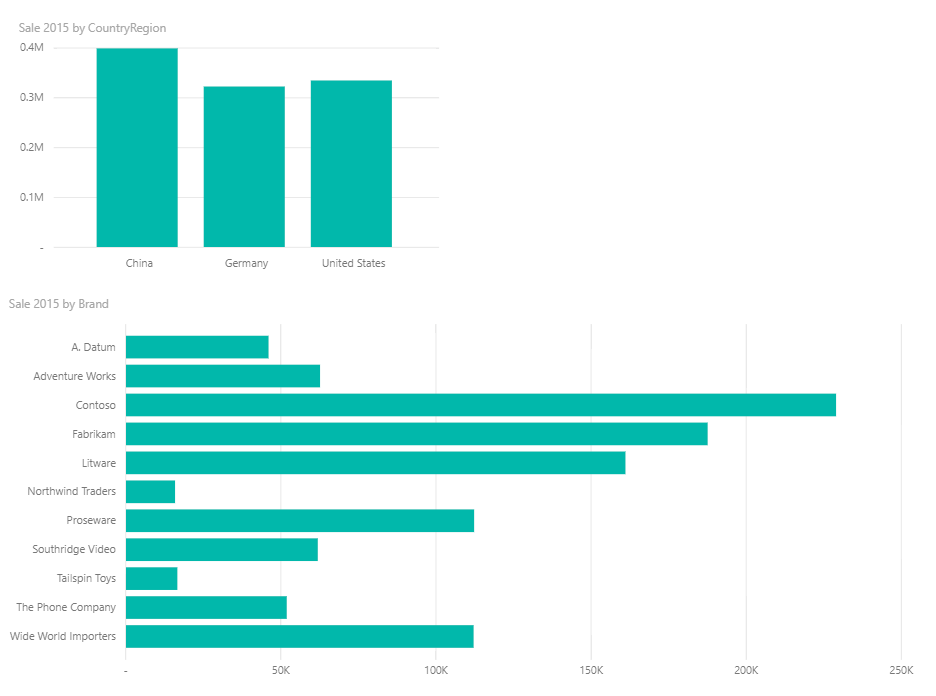 Sale 2015 by CountryRegion
0.4M
0.3M
0.2M
0.1M
-
China Germany United States
Sale 2015 by Brand
A. Datum
Adventure Works
Contoso
Fabrikam
Litware
Northwind Traders
Proseware
Southridge Video
Tailspin Toys
The Phone Company
Wide World Importers
- 50K 100K 150K 200K 250K